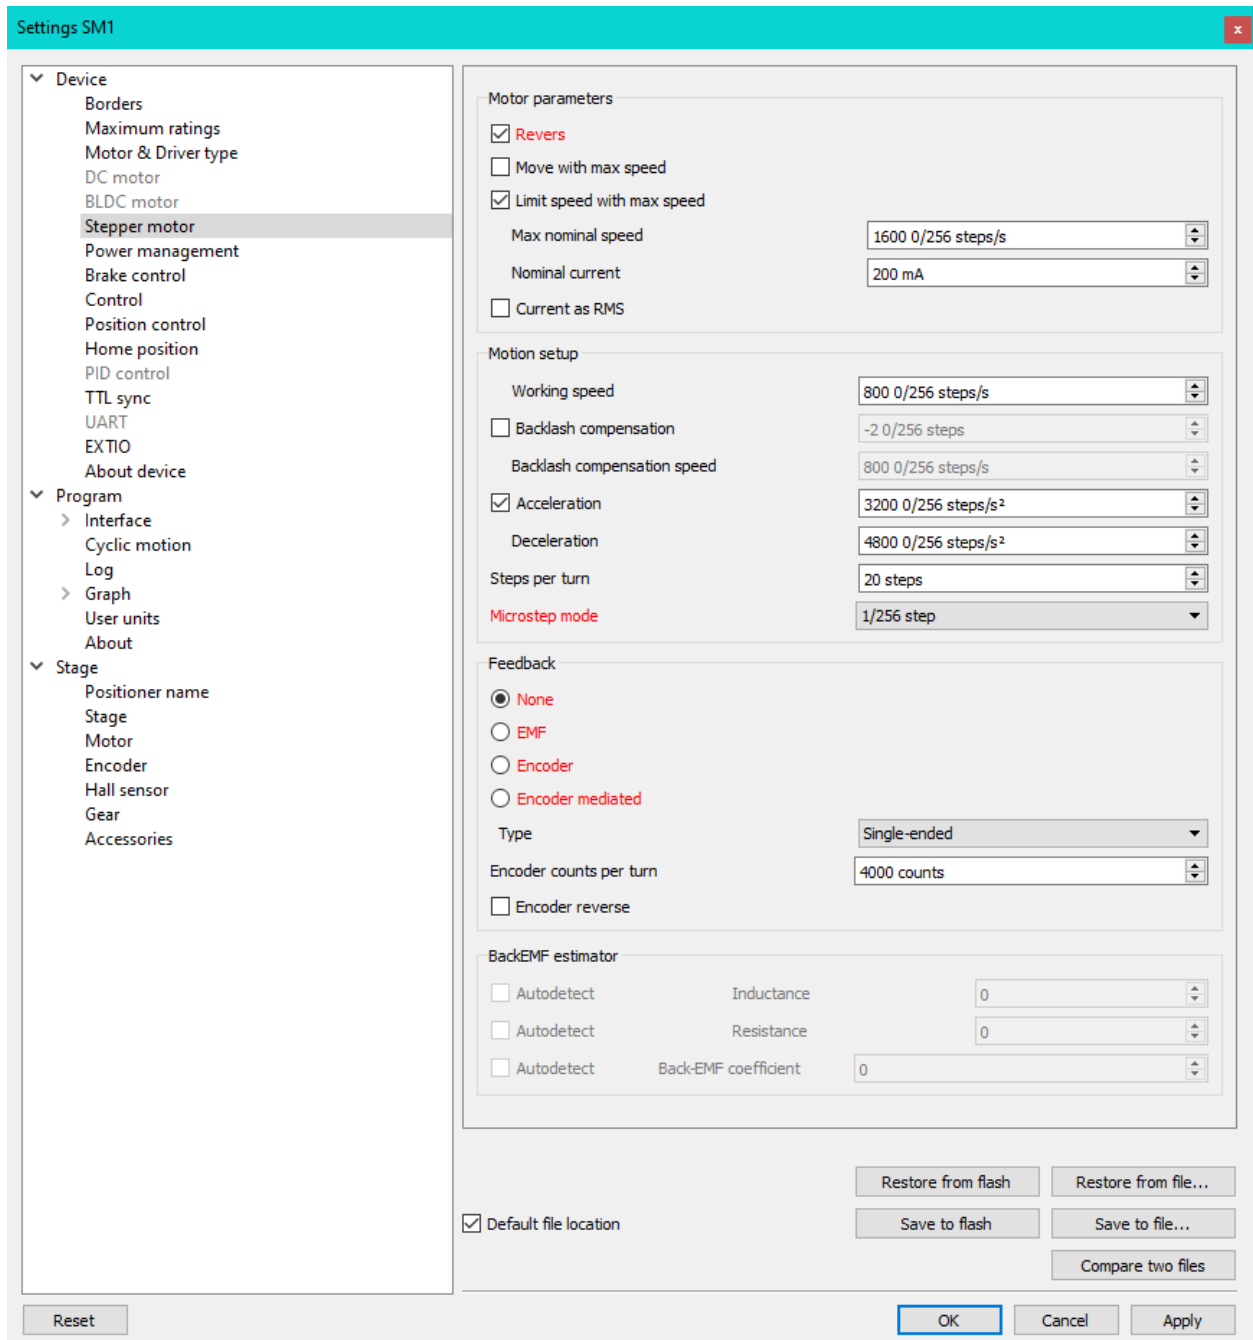 Settings SM1
x
Device
Borders
Maximum ratings
Motor & Driver type
DC motor
BLDC motor
Stepper motor
Power management
Brake control
Control
Position control
Home position
PID control
TTL sync
UART
EXTIO
About device
Program
Interface
Cyclic motion
Log
Graph
User units
About
Stage
Positioner name
Stage
Motor
Encoder
Hall sensor
Gear
Accessories
Motor parameters
Revers
Move with max speed
Limit speed with max speed
Max nominal speed 1600 0/256 steps/s
Nominal current 200 mA
Current as RMS
Motion setup
Working speed 800 0/256 steps/s
Backlash compensation -2 0/256 steps
Backlash compensation speed 800 0/256 steps/s
Acceleration 3200 0/256 steps/s²
Deceleration 4800 0/256 steps/s²
Steps per turn 20 steps
Microstep mode 1/256 step
Feedback
None
EMF
Encoder
Encoder mediated
Type Single-ended
Encoder counts per turn 4000 counts
Encoder reverse
BackEMF estimator
Autodetect Inductance 0
Autodetect Resistance 0
Autodetect Back-EMF coefficient 0
Restore from flash Restore from file...
Default file location Save to flash Save to file...
Compare two files
Reset OK Cancel Apply